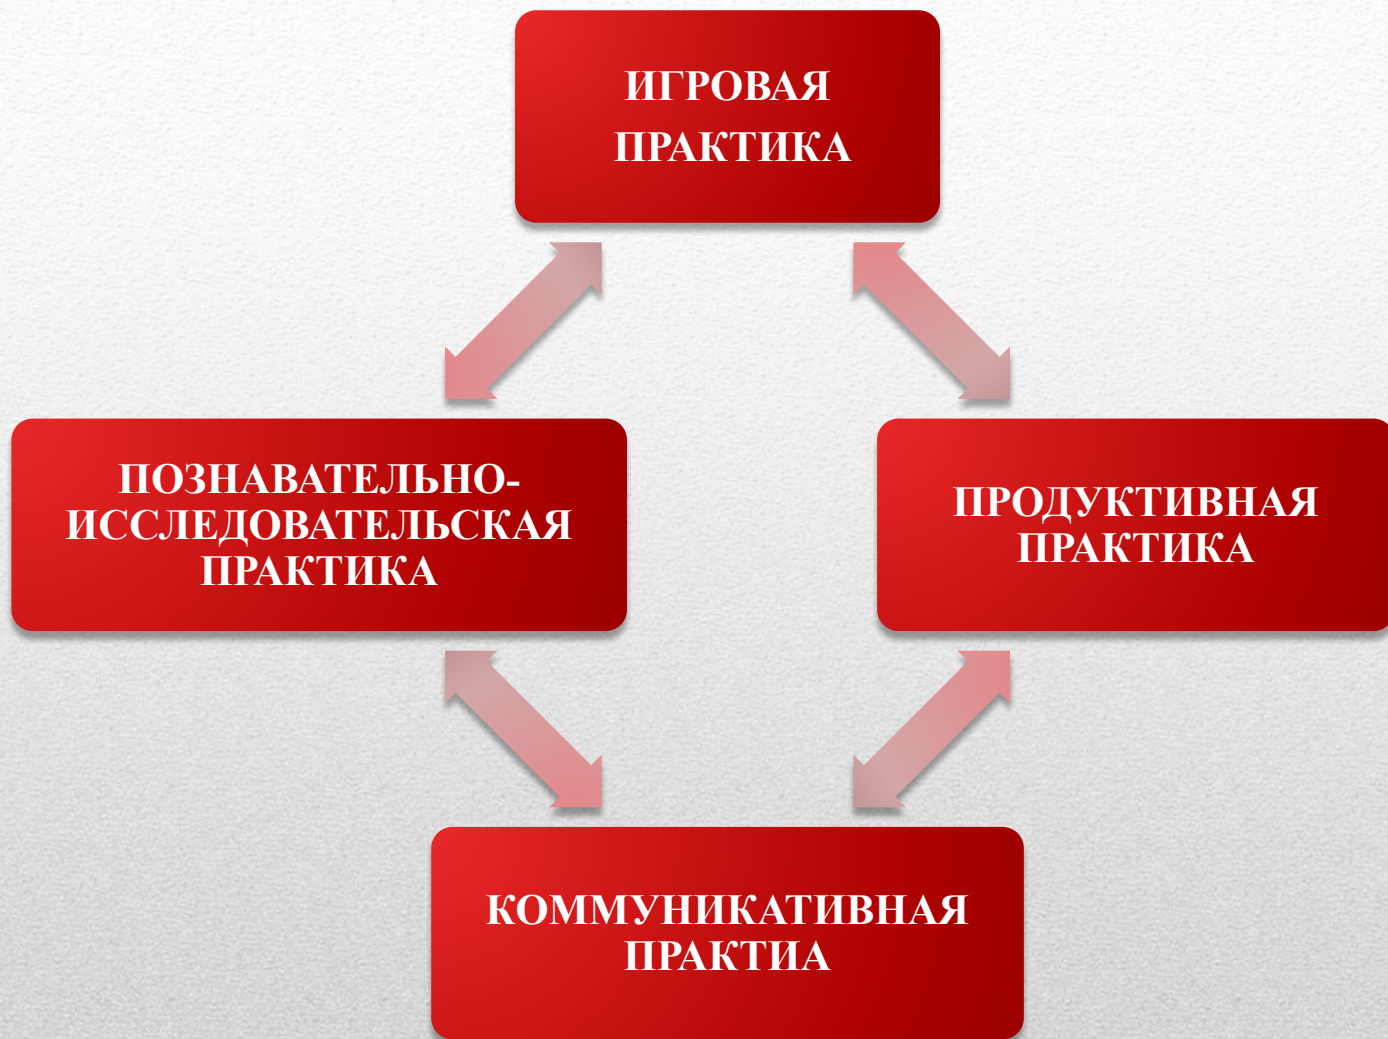 ИГРОВАЯ
ПРАКТИКА
ПОЗНАВАТЕЛЬНО-
ИССЛЕДОВАТЕЛЬСКАЯ
ПРАКТИКА
ПРОДУКТИВНАЯ
ПРАКТИКА
КОММУНИКАТИВНАЯ
ПРАКТИА